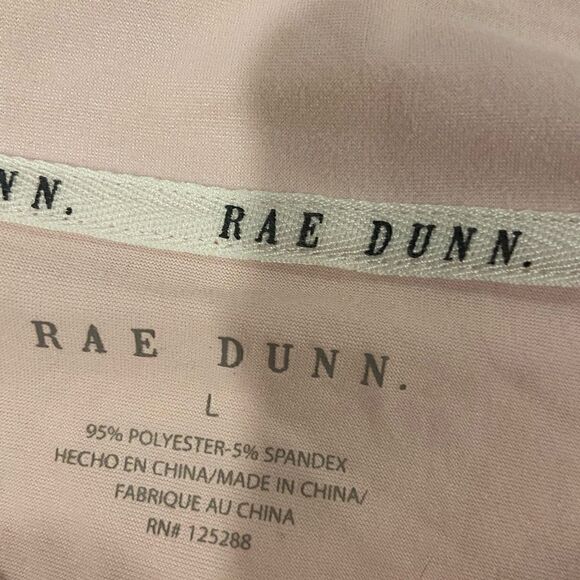 NN. RAE DUNN.
RAE DUNN.
L
95% POLYESTER-5% SPANDEX
HECHO EN CHINA/MADE IN CHINA/
FABRIQUE AU CHINA
RN# 125288